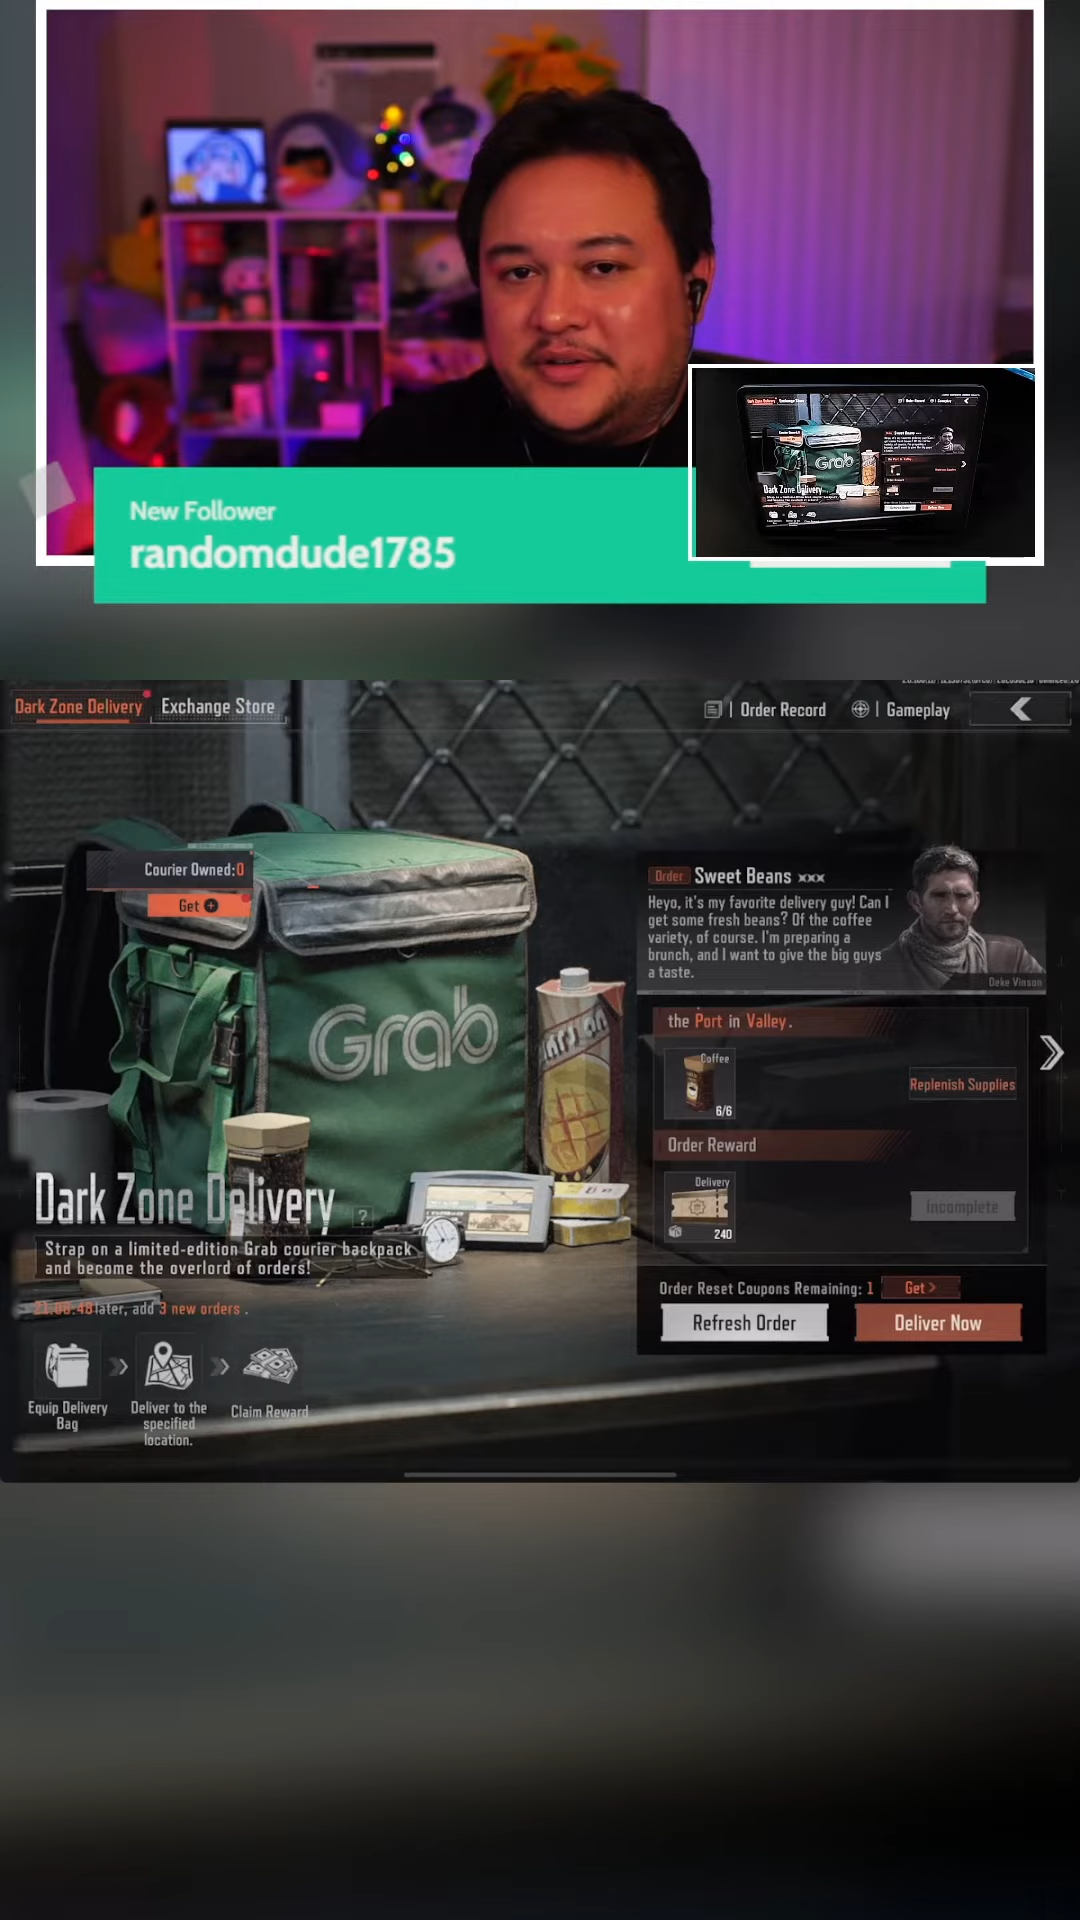 New Follower
randomdude1785
Dark Zone Delivery
Exchange Store
Order Record
Gameplay
Courier Owned:0
Get
Grab
Order Sweet Beans xxx
Heyo, it's my favorite delivery guy! Can I
get some fresh beans? Of the coffee
variety, of course. I'm preparing a
brunch, and I want to give the big guys
a taste.
Deke Vinson
the Port in Valley.
Coffee
6/6
Replenish Supplies
Order Reward
Delivery
240
Incomplete
Order Reset Coupons Remaining: 1
Get >
Refresh Order
Deliver Now
Dark Zone Delivery
?
Strap on a limited-edition Grab courier backpack
and become the overlord of orders!
later, add 3 new orders .
Equip Delivery
Bag
Deliver to the
specified
location.
Claim Reward